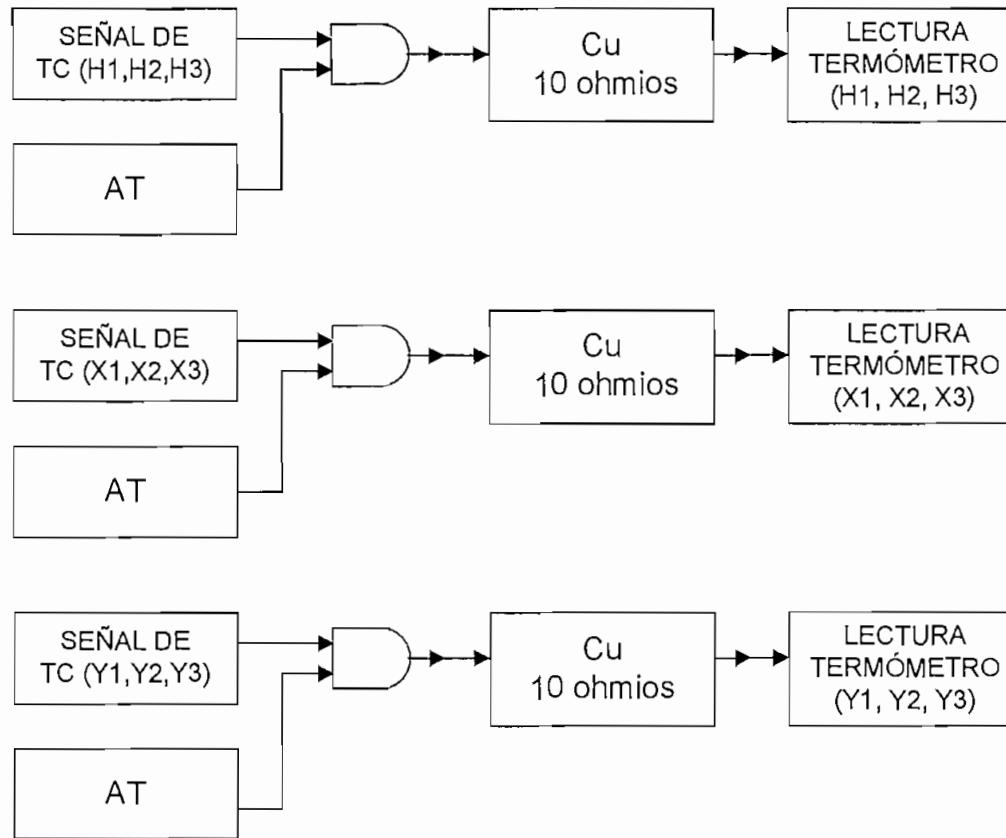 SEÑAL DE
TC (H1,H2,H3)
AT
Cu
10 ohmios
LECTURA
TERMÓMETRO
(H1, H2, H3)
SEÑAL DE
TC (X1,X2,X3)
AT
Cu
10 ohmios
LECTURA
TERMÓMETRO
(X1, X2, X3)
SEÑAL DE
TC (Y1,Y2,Y3)
AT
Cu
10 ohmios
LECTURA
TERMÓMETRO
(Y1, Y2, Y3)